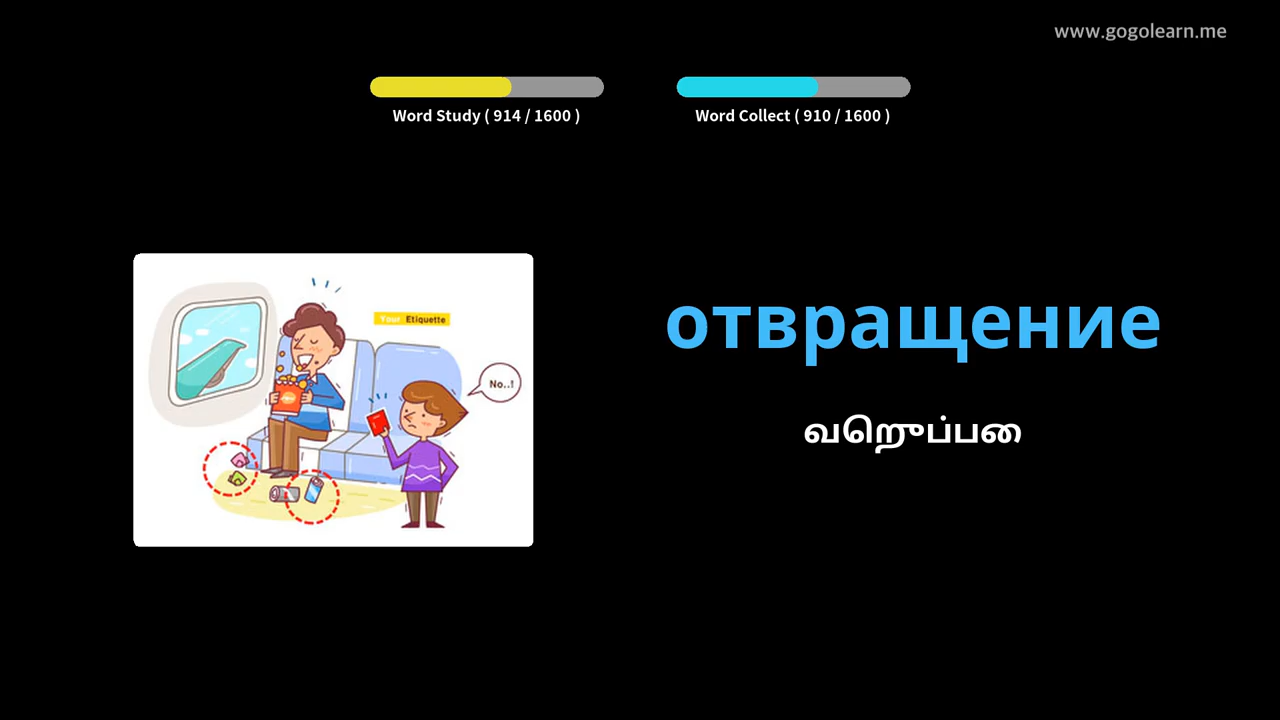 www.gogolearn.me
Word Study ( 914 / 1600 )
Word Collect ( 910 / 1600 )
Your Etiquette
No..!
отвращение
வெறுப்பை